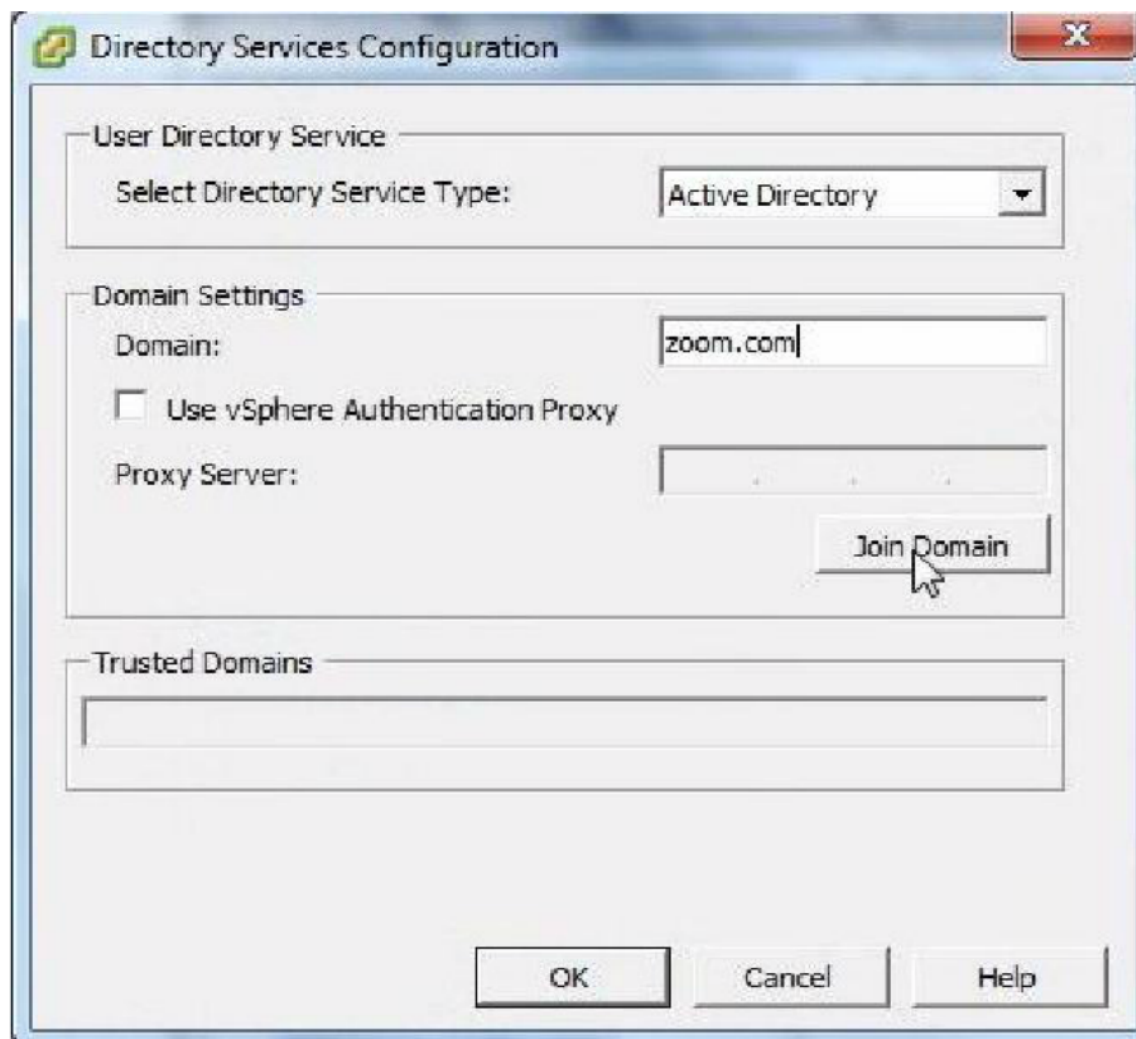 Directory Services Configuration
User Directory Service
Select Directory Service Type: Active Directory
Domain Settings
Domain: zoom.com
Use vSphere Authentication Proxy
Proxy Server: . . .
Join Domain
Trusted Domains
OK Cancel Help